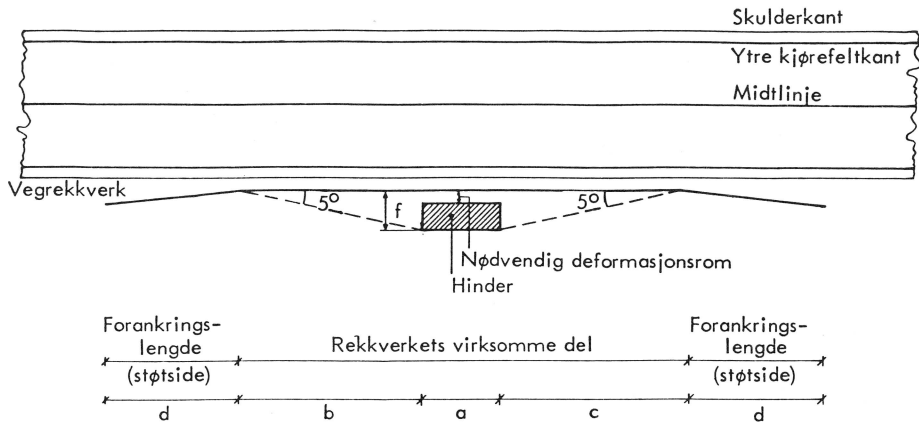 Skulderkant
Ytre kjørefeltkant
Midtlinje
Vegrekkverk
5° f 5°
Nødvendig deformasjonsrom
Hinder
Forankrings-
lengde
(støtside)
Rekkverkets virksomme del
Forankrings-
lengde
(støtside)
d b a c d